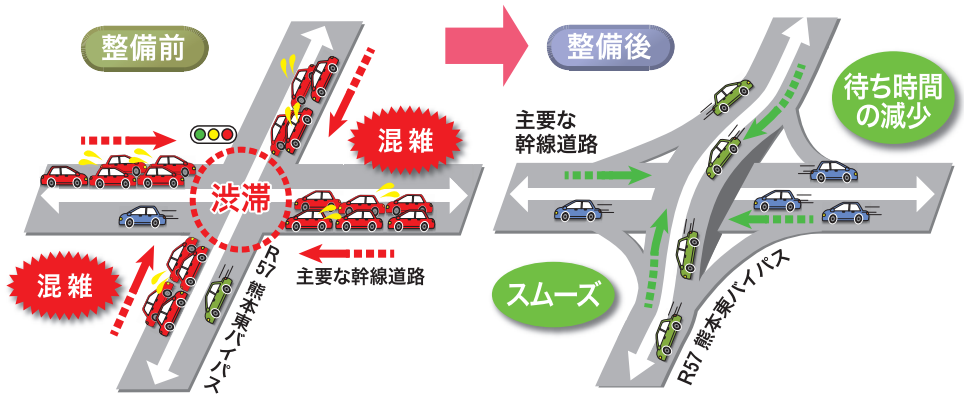 整備前
混雑
渋滞
混雑
主要な幹線道路
R57 熊本東バイパス
整備後
待ち時間
の減少
主要な
幹線道路
スムーズ
R57 熊本東バイパス